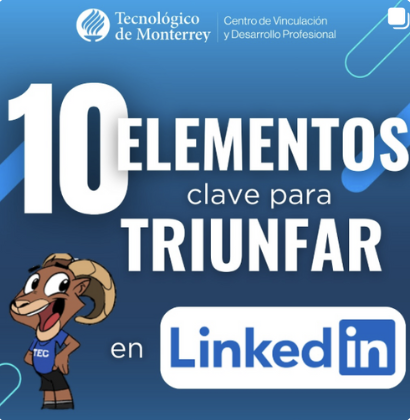 Tecnológico
de Monterrey
Centro de Vinculación
y Desarrollo Profesional
10 ELEMENTOS
clave para
TRIUNFAR
en LinkedIn
TEC